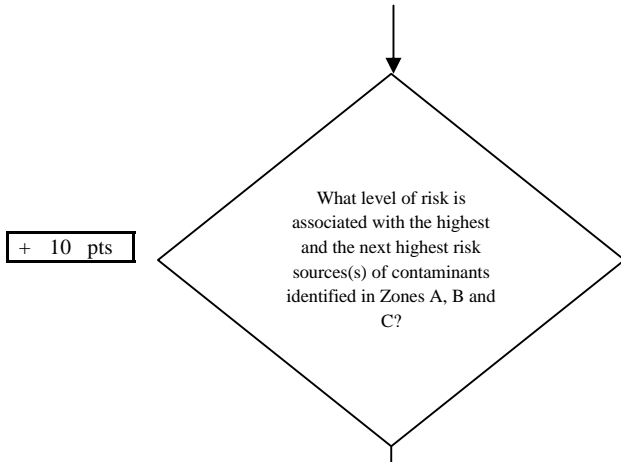 What level of risk is
associated with the highest
+ 10 pts
and the next highest risk
sources(s) of contaminants
identified in Zones A, B and
C?